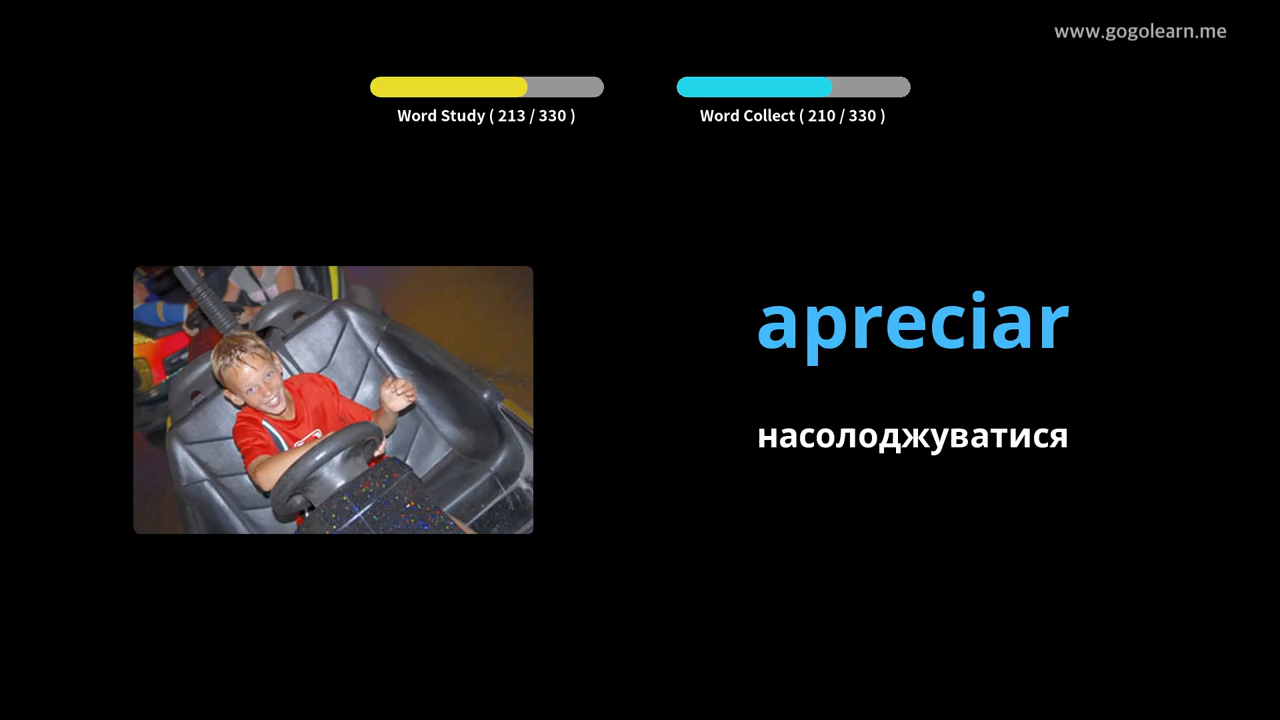 www.gogolearn.me
Word Study ( 213 / 330 )
Word Collect ( 210 / 330 )
apreciar
насолоджуватися